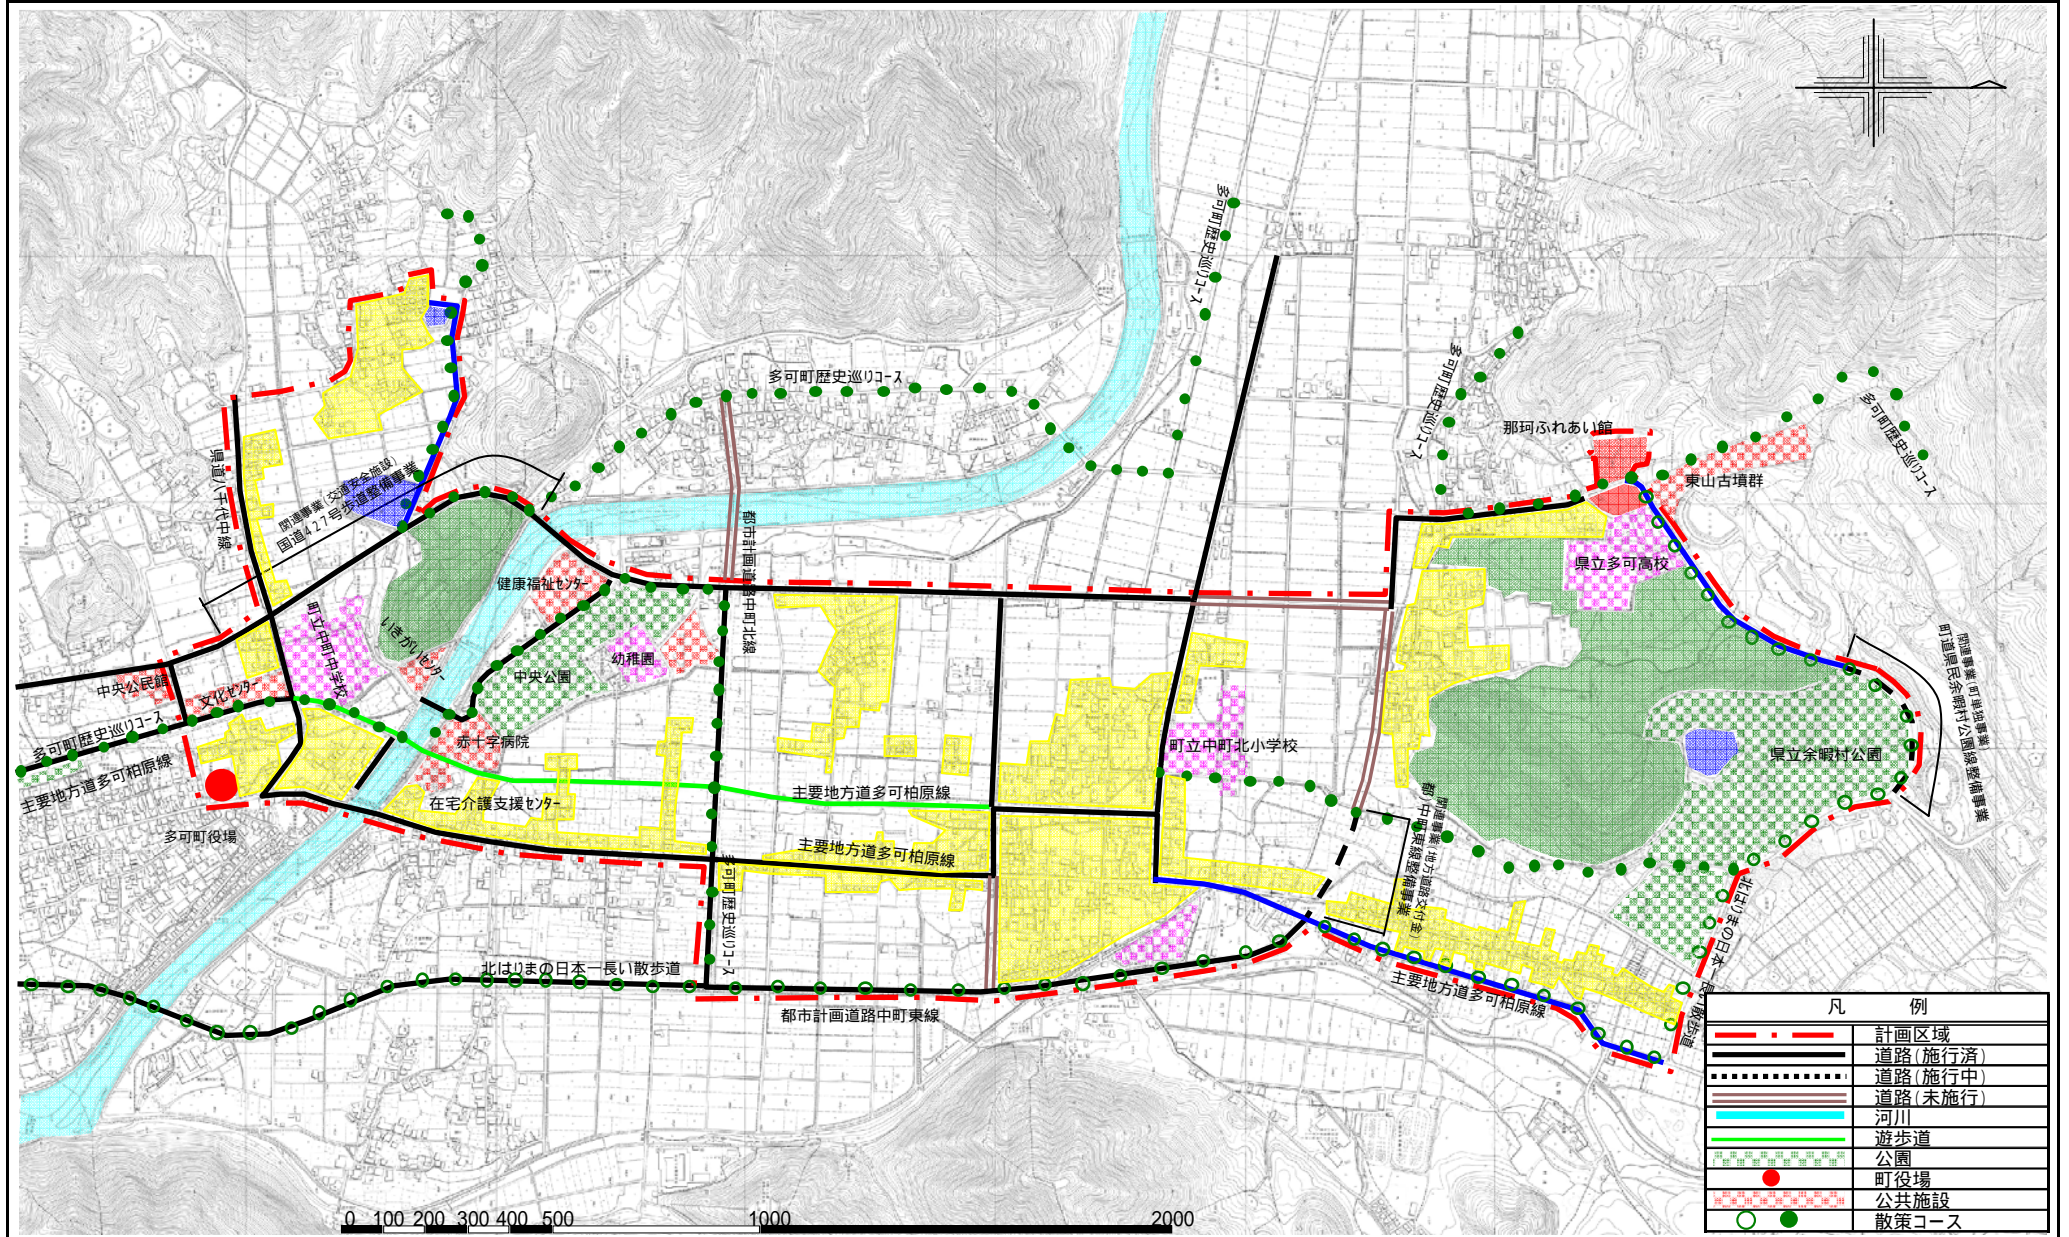 多可町歴史巡りコース
多可町歴史巡りコース
多可町歴史巡りコース
多可町歴史巡りコース
那珂ふれあい館
東山古墳群
県道八千代中線
関連事業(交通安全施設)
国道427号歩道整備事業
都市計画道路中町北線
県立多可高校
健康福祉センター
町立中町中学校
いきがいセンター
幼稚園
中央公園
中央公民館
文化センター
関連事業(町単独事業)
町道県民余暇村公園線整備事業
多可町歴史巡りコース
主要地方道多可柏原線
赤十字病院
町立中町北小学校
県立余暇村公園
在宅介護支援センター
主要地方道多可柏原線
多可町役場
主要地方道多可柏原線
関連事業(地方道路交付金)
都)中町東線整備事業
多可町歴史巡りコース
北はりまの日本一長い散歩道
北はりまの日本一長い散歩道
主要地方道多可柏原線
都市計画道路中町東線
凡 例
計画区域
道路(施行済)
道路(施行中)
道路(未施行)
河川
遊歩道
公園
町役場
公共施設
散策コース
0 100 200 300 400 500 1000 2000